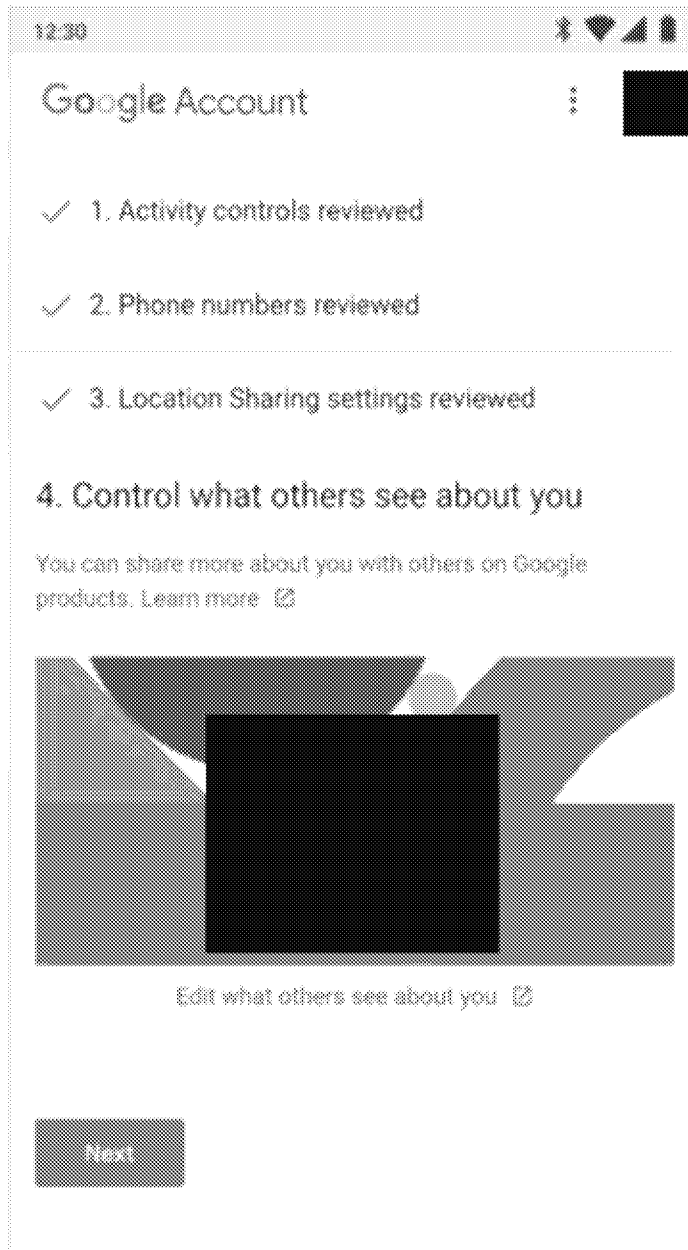 12:30
Google Account
1. Activity controls reviewed
2. Phone numbers reviewed
3. Location Sharing settings reviewed
4. Control what others see about you
You can share more about you with others on Google
products. Learn more
Edit what others see about you
Next